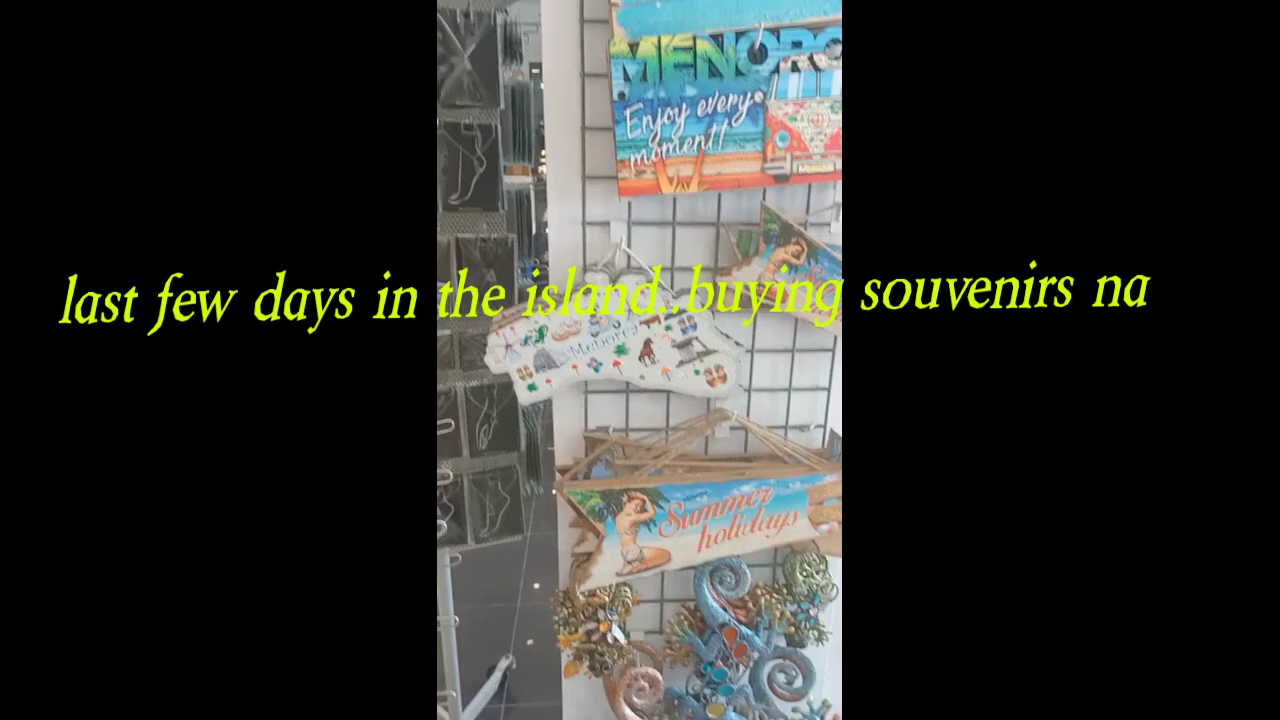 MENORC
Enjoy every
moment!
last few days in the island..buying souvenirs na
Menorca
Summer
holidays